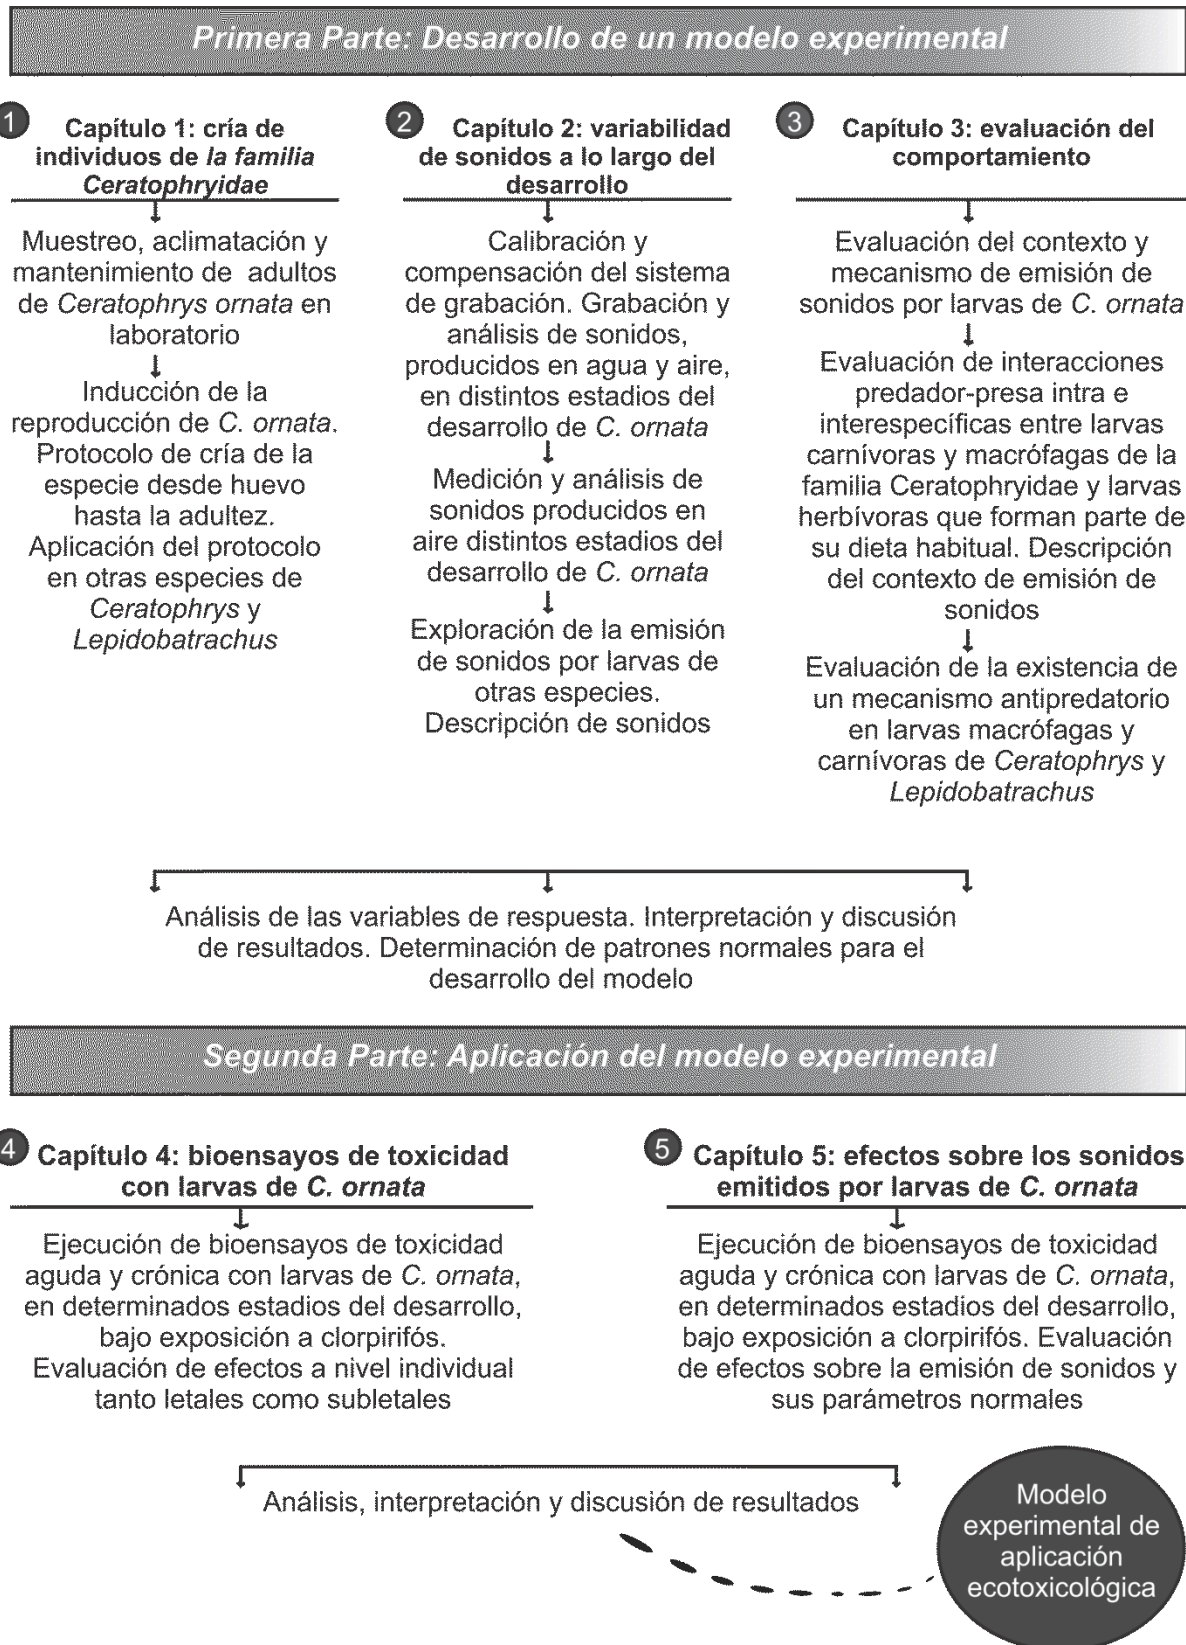 Primera Parte: Desarrollo de un modelo experimental
1
Capítulo 1: cría de
individuos de la familia
Ceratophryidae
Muestreo, aclimatación y
mantenimiento de adultos
de Ceratophrys ornata en
laboratorio
Inducción de la
reproducción de C. ornata.
Protocolo de cría de la
especie desde huevo
hasta la adultez.
Aplicación del protocolo
en otras especies de
Ceratophrys y
Lepidobatrachus
2
Capítulo 2: variabilidad
de sonidos a lo largo del
desarrollo
Calibración y
compensación del sistema
de grabación. Grabación y
análisis de sonidos,
producidos en agua y aire,
en distintos estadios del
desarrollo de C. ornata
Medición y análisis de
sonidos producidos en
aire distintos estadios del
desarrollo de C. ornata
Exploración de la emisión
de sonidos por larvas de
otras especies.
Descripción de sonidos
3
Capítulo 3: evaluación del
comportamiento
Evaluación del contexto y
mecanismo de emisión de
sonidos por larvas de C. ornata
Evaluación de interacciones
predador-presa intra e
interespecíficas entre larvas
carnívoras y macrófagas de la
familia Ceratophryidae y larvas
herbívoras que forman parte de
su dieta habitual. Descripción
del contexto de emisión de
sonidos
Evaluación de la existencia de
un mecanismo antipredatorio
en larvas macrófagas y
carnívoras de Ceratophrys y
Lepidobatrachus
Análisis de las variables de respuesta. Interpretación y discusión
de resultados. Determinación de patrones normales para el
desarrollo del modelo
Segunda Parte: Aplicación del modelo experimental
4
Capítulo 4: bioensayos de toxicidad
con larvas de C. ornata
Ejecución de bioensayos de toxicidad
aguda y crónica con larvas de C. ornata,
en determinados estadios del desarrollo,
bajo exposición a clorpirifós.
Evaluación de efectos a nivel individual
tanto letales como subletales
5
Capítulo 5: efectos sobre los sonidos
emitidos por larvas de C. ornata
Ejecución de bioensayos de toxicidad
aguda y crónica con larvas de C. ornata,
en determinados estadios del desarrollo,
bajo exposición a clorpirifós. Evaluación
de efectos sobre la emisión de sonidos y
sus parámetros normales
Análisis, interpretación y discusión de resultados
Modelo
experimental de
aplicación
ecotoxicológica